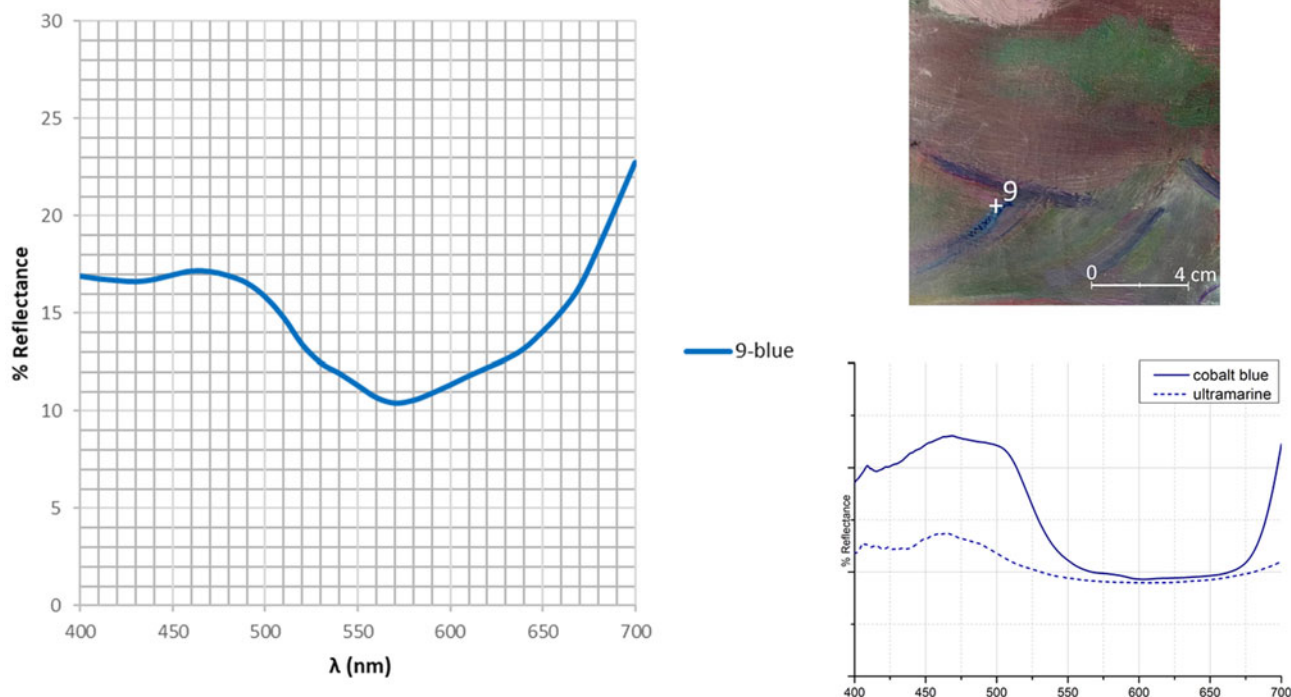 30
25
20
15
10
5
0
% Reflectance
400 450 500 550 600 650 700
λ (nm)
9-blue
9
0 4 cm
cobalt blue
ultramarine
% Reflectance
400 450 500 550 600 650 700